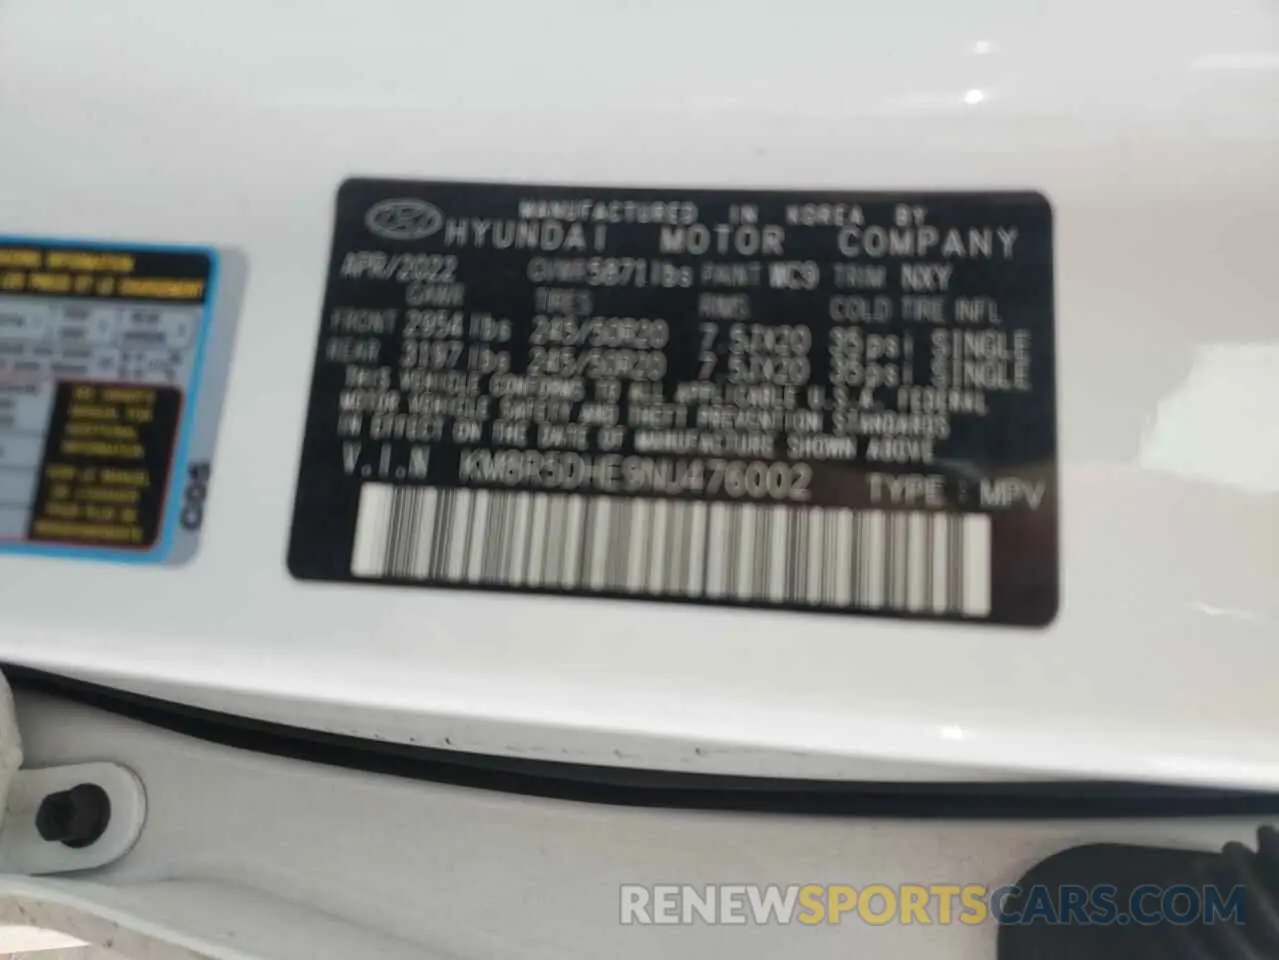 MANUFACTURED IN KOREA BY
HYUNDAI MOTOR COMPANY
APR/2022 GVWR 5871lbs PAINT WC9 TRIM NXY
GAWR TIRES RIMS COLD TIRE INFL
FRONT 2954 lbs 245/50R20 7.5JX20 35psi SINGLE
REAR 3197 lbs 245/50R20 7.5JX20 35psi SINGLE
THIS VEHICLE CONFORMS TO ALL APPLICABLE U.S.A. FEDERAL
MOTOR VEHICLE SAFETY AND THEFT PREVENTION STANDARDS
IN EFFECT ON THE DATE OF MANUFACTURE SHOWN ABOVE
V.I.N KM8R5DHE9NU476002 TYPE : MPV
C05
RENEWSPORTSCARS.COM